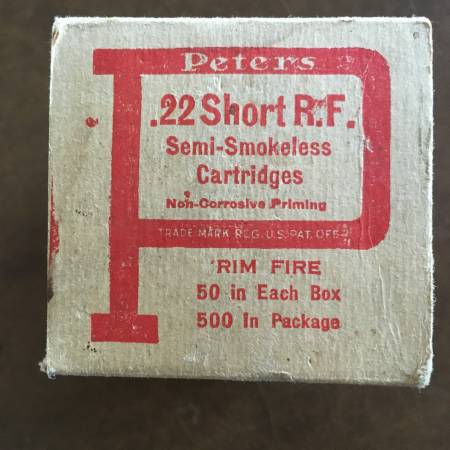 Peters
.22 Short R.F.
Semi-Smokeless
Cartridges
Non-Corrosive Priming
TRADE MARK REG. U.S. PAT. OFF.
RIM FIRE
50 in Each Box
500 In Package